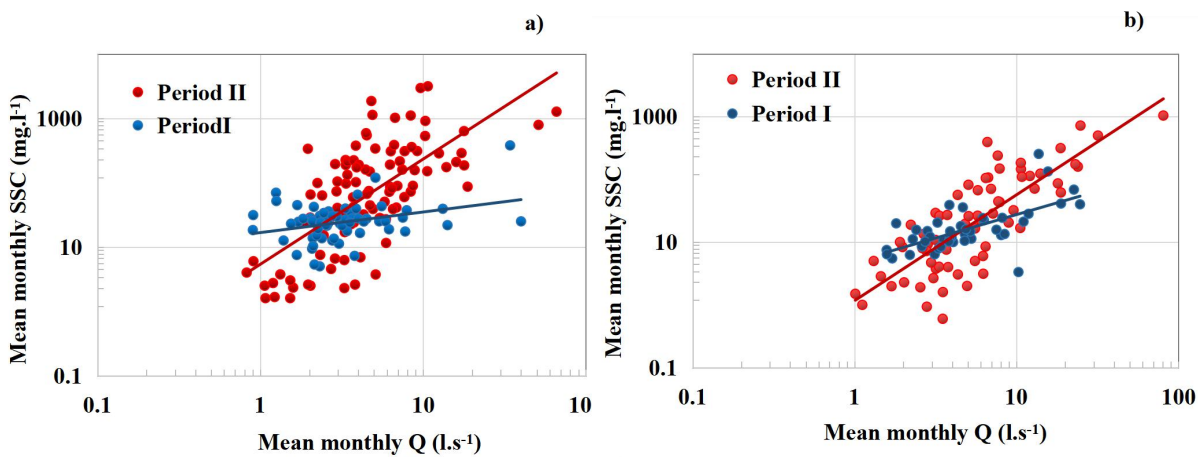 a)
Period II
PeriodI
Mean monthly SSC (mg.l-1)
1000
10
0.1
0.1
1
10
10
Mean monthly Q (l.s-1)
b)
Period II
Period I
Mean monthly SSC (mg.l-1)
1000
10
0.1
0.1
1
10
100
Mean monthly Q (l.s-1)